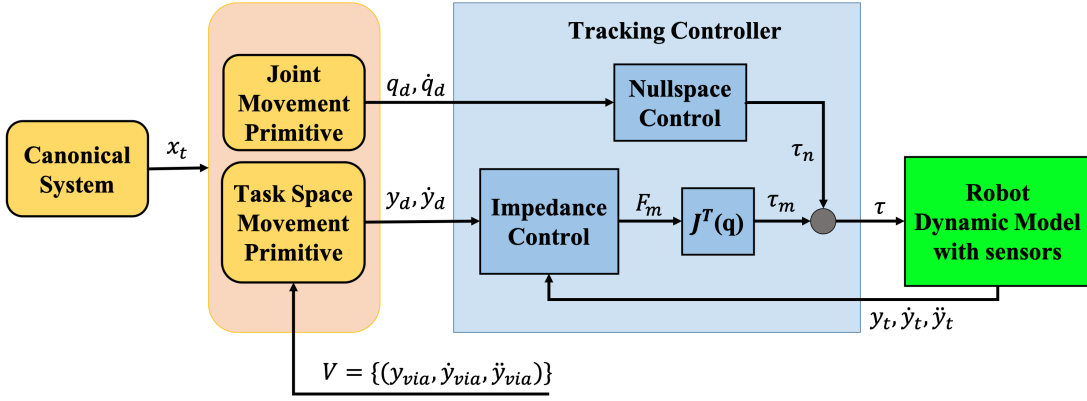 Tracking Controller
Joint
Movement
Primitive
q_d, q̇_d
Nullspace
Control
Canonical
System
x_t
τ_n
Task Space
Movement
Primitive
y_d, ẏ_d
Impedance
Control
F_m
J^T(q)
τ_m
τ
Robot
Dynamic Model
with sensors
y_t, ẏ_t, ÿ_t
V = {(y_via, ẏ_via, ÿ_via)}